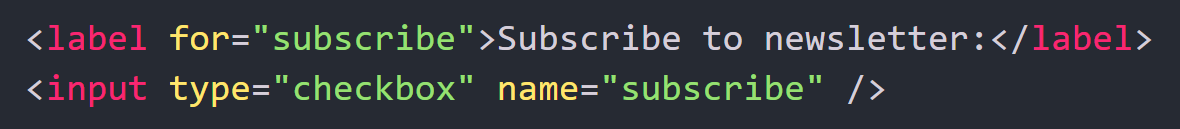 <label for="subscribe">Subscribe to newsletter:</label>
<input type="checkbox" name="subscribe" />